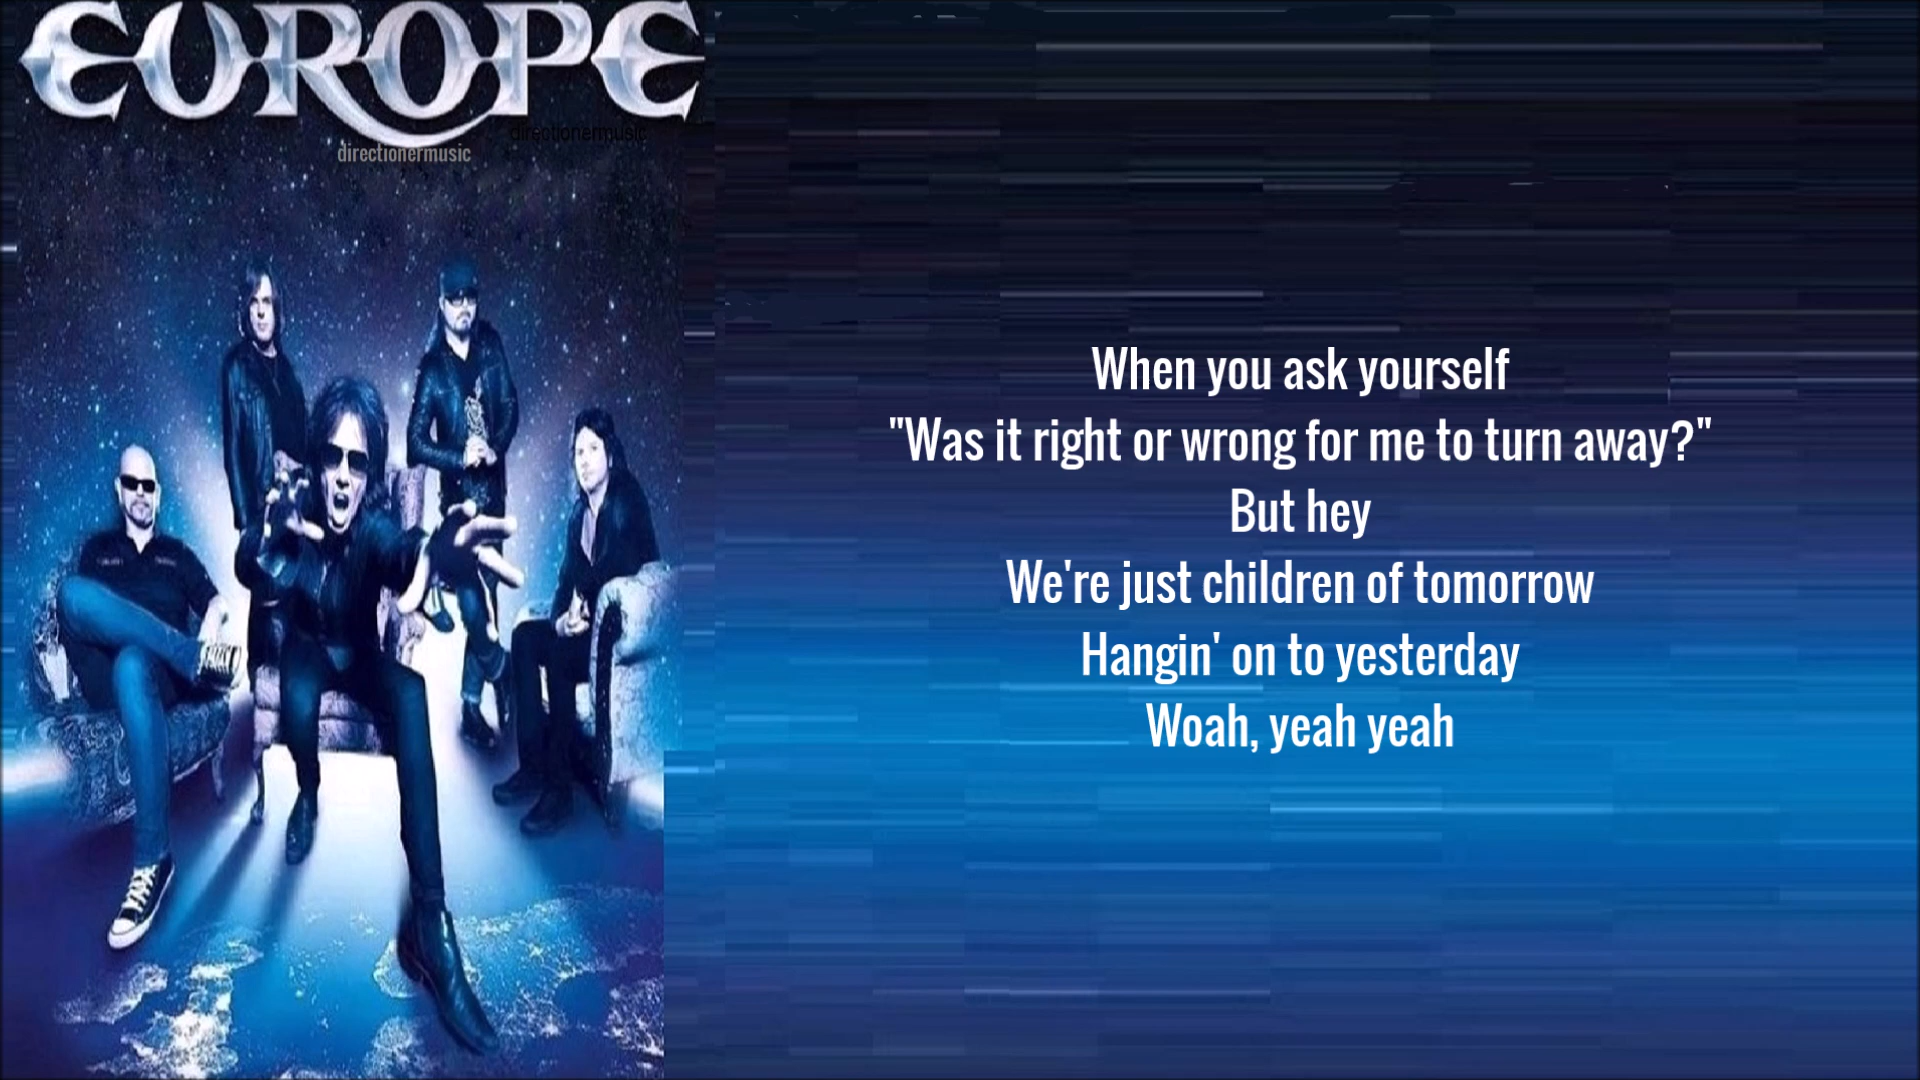 EUROPE
directionermusic
directionermusic
When you ask yourself
"Was it right or wrong for me to turn away?"
But hey
We're just children of tomorrow
Hangin' on to yesterday
Woah, yeah yeah